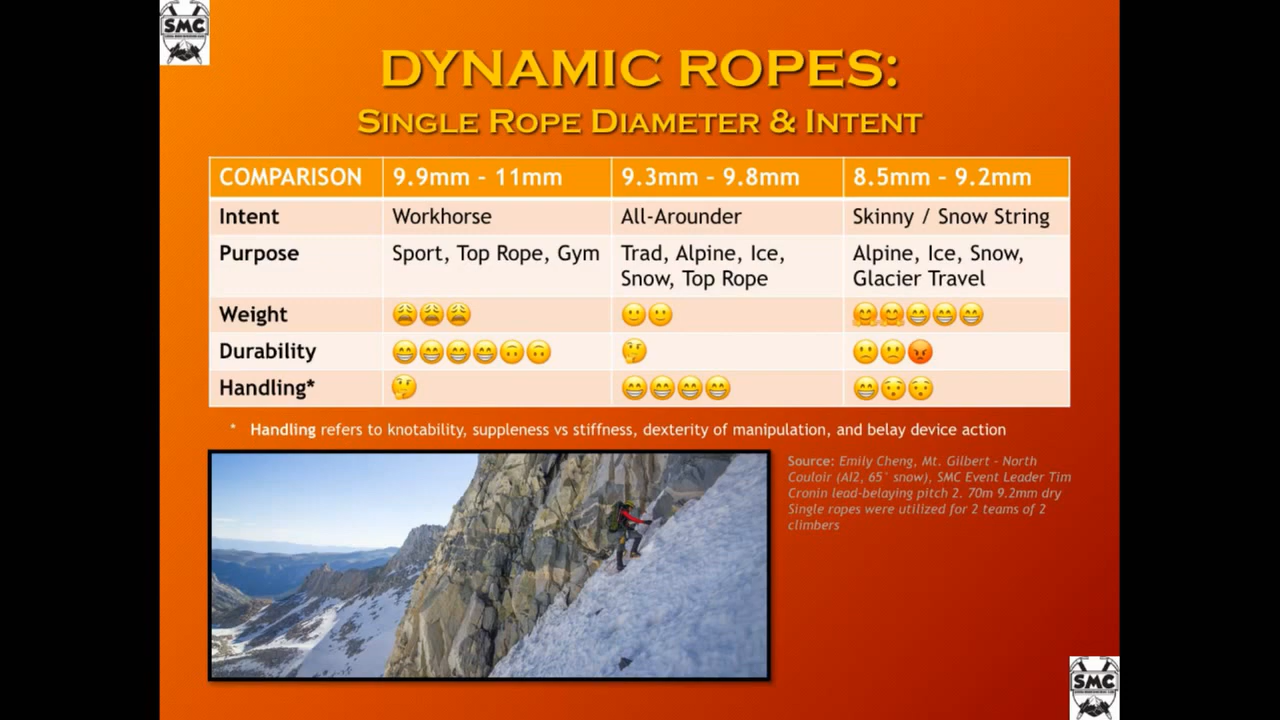 SMC
DYNAMIC ROPES:
SINGLE ROPE DIAMETER & INTENT
COMPARISON 9.9mm – 11mm 9.3mm – 9.8mm 8.5mm – 9.2mm
Intent Workhorse All-Arounder Skinny / Snow String
Purpose Sport, Top Rope, Gym Trad, Alpine, Ice, Alpine, Ice, Snow,
Snow, Top Rope Glacier Travel
Weight 😩😩😩 🙂🙂 🤗🤗😁😁😁
Durability 😁😁😁😁🙃🙃 🤔 🙁🙁😡
Handling* 🤔 😁😁😁😁 😁😯😯
* Handling refers to knotability, suppleness vs stiffness, dexterity of manipulation, and belay device action
Source: Emily Cheng, Mt. Gilbert – North
Couloir (AI2, 65° snow), SMC Event Leader Tim
Cronin lead-belaying pitch 2. 70m 9.2mm dry
Single ropes were utilized for 2 teams of 2
climbers
SMC